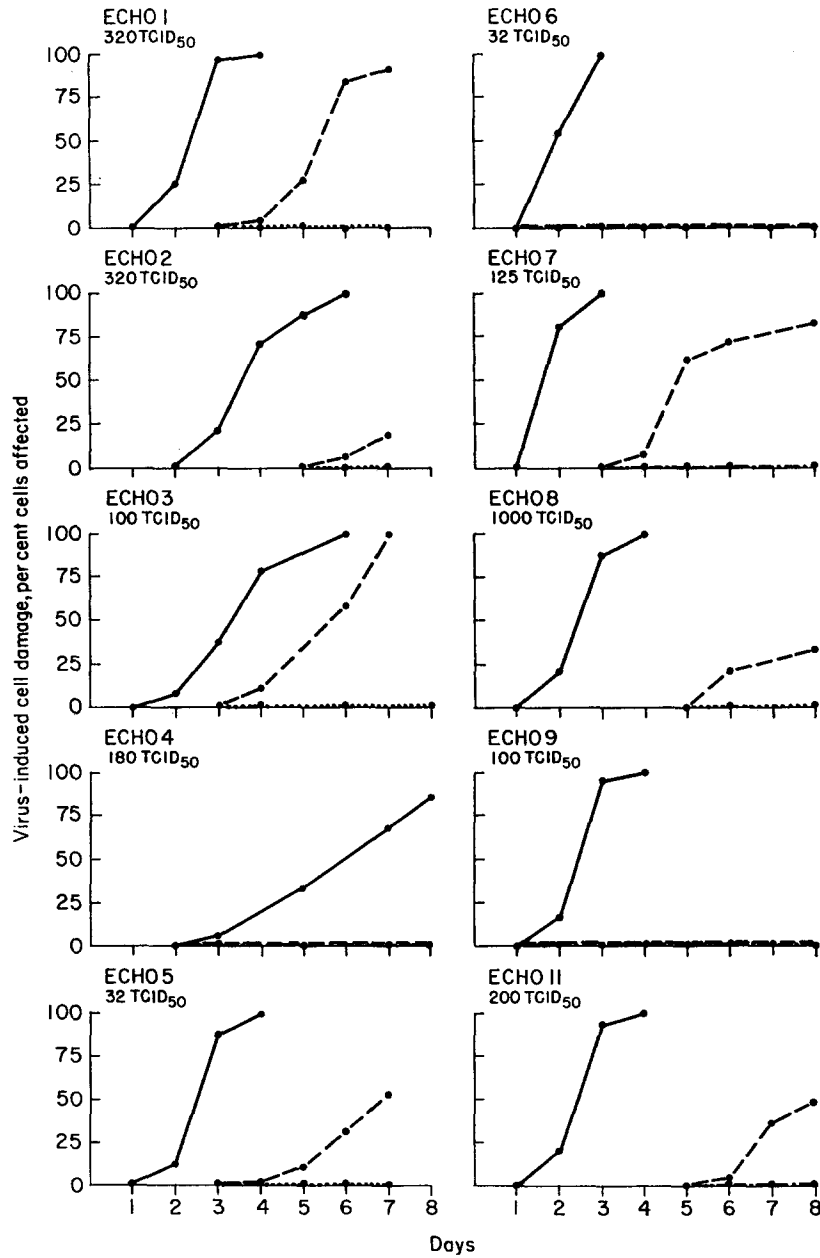 ECHO 1
320 TCID50
100
75
50
25
0
ECHO 2
320 TCID50
100
75
50
25
0
ECHO 3
100 TCID50
100
75
50
25
0
ECHO 4
180 TCID50
100
75
50
25
0
ECHO 5
32 TCID50
100
75
50
25
0
1 2 3 4 5 6 7 8
ECHO 6
32 TCID50
ECHO 7
125 TCID50
ECHO 8
1000 TCID50
ECHO 9
100 TCID50
ECHO 11
200 TCID50
1 2 3 4 5 6 7 8
Virus-induced cell damage, per cent cells affected
Days